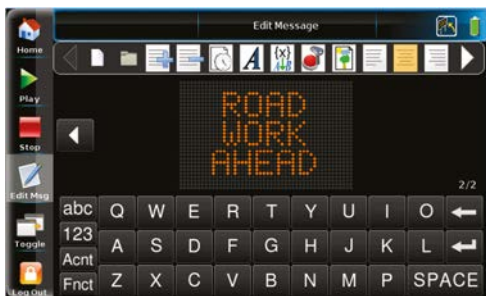 Edit Message
Home
Play
Stop
Edit Msg
Toggle
Log Out
A
{x}
A+B
ROAD
WORK
AHEAD
2/2
abc Q W E R T Y U I O
123 A S D F G H J K L
Acnt
Fnct Z X C V B N M P SPACE